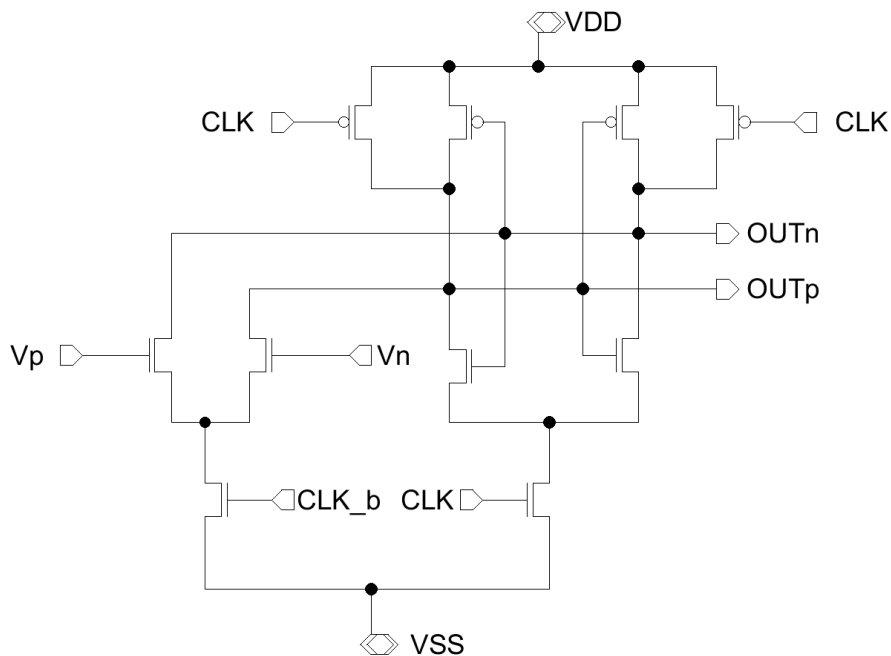 VDD
CLK
CLK
OUTn
OUTp
Vp
Vn
CLK_b
CLK
VSS